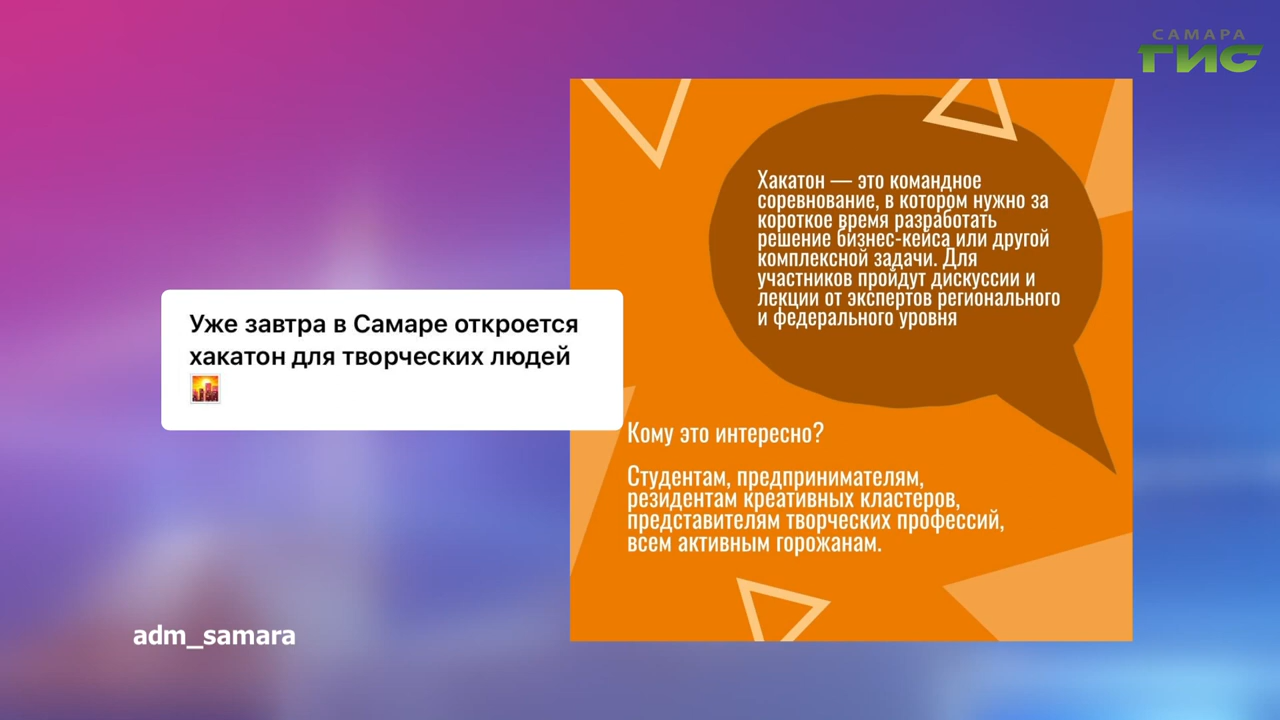 САМАРА
ГИС
Хакатон — это командное
соревнование, в котором нужно за
короткое время разработать
решение бизнес-кейса или другой
комплексной задачи. Для
участников пройдут дискуссии и
лекции от экспертов регионального
и федерального уровня
Уже завтра в Самаре откроется
хакатон для творческих людей
Кому это интересно?
Студентам, предпринимателям,
резидентам креативных кластеров,
представителям творческих профессий,
всем активным горожанам.
adm_samara